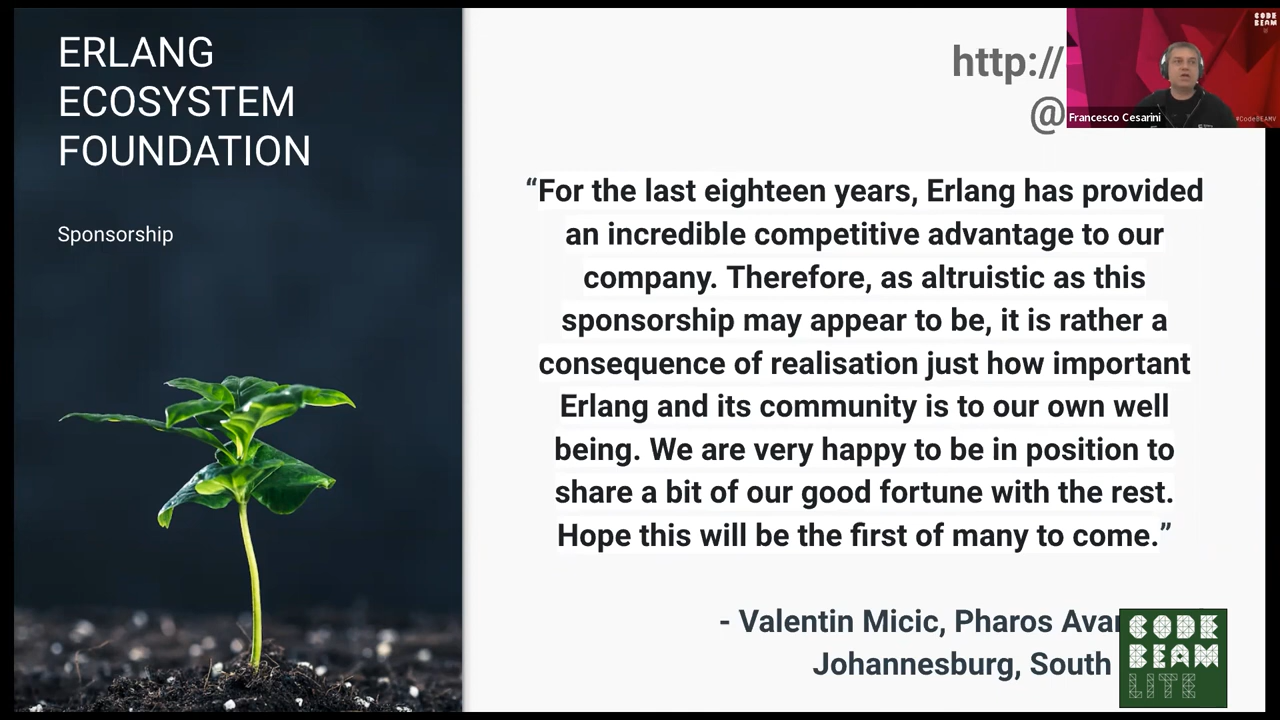 ERLANG
ECOSYSTEM
FOUNDATION
Sponsorship
http://
@
CODE
BEAM
Francesco Cesarini
#CodeBEAMV
“For the last eighteen years, Erlang has provided
an incredible competitive advantage to our
company. Therefore, as altruistic as this
sponsorship may appear to be, it is rather a
consequence of realisation just how important
Erlang and its community is to our own well
being. We are very happy to be in position to
share a bit of our good fortune with the rest.
Hope this will be the first of many to come.”
- Valentin Micic, Pharos Avan
Johannesburg, South
CODE
BEAM
LITE